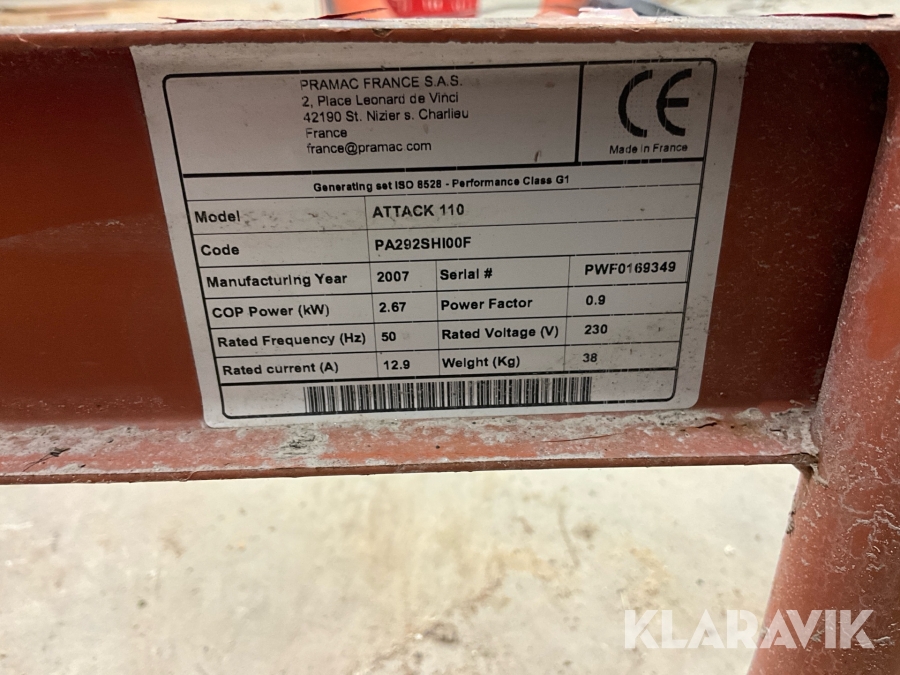 PRAMAC FRANCE S.A.S.
2, Place Leonard de Vinci
42190 St. Nizier s. Charlieu
France
france@pramac.com
CE
Made in France
Generating set ISO 8528 - Performance Class G1
Model ATTACK 110
Code PA292SHI00F
Manufacturing Year 2007 Serial # PWF0169349
COP Power (kW) 2.67 Power Factor 0.9
Rated Frequency (Hz) 50 Rated Voltage (V) 230
Rated current (A) 12.9 Weight (Kg) 38
KLARAVIK